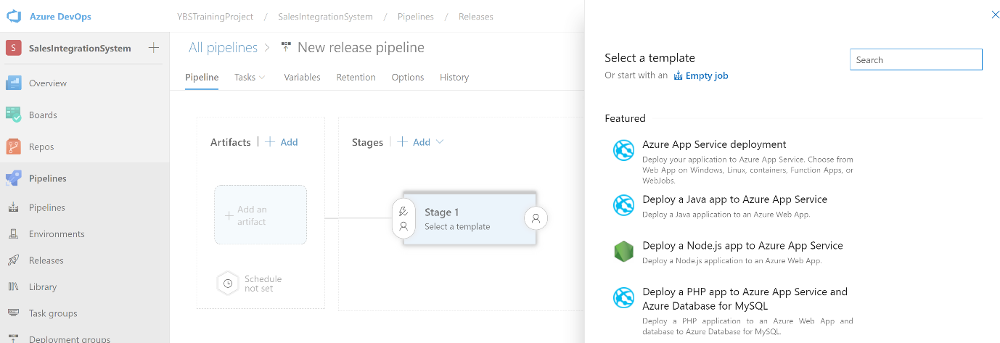 Azure DevOps
YBSTrainingProject / SalesIntegrationSystem / Pipelines / Releases
S SalesIntegrationSystem
Overview
Boards
Repos
Pipelines
Pipelines
Environments
Releases
Library
Task groups
Deployment groups
All pipelines > New release pipeline
Pipeline Tasks Variables Retention Options History
Artifacts | + Add
Add an
artifact
Schedule
not set
Stages | + Add
Stage 1
Select a template
Select a template
Or start with an Empty job
Search
Featured
Azure App Service deployment
Deploy your application to Azure App Service. Choose from
Web App on Windows, Linux, containers, Function Apps, or
WebJobs.
Deploy a Java app to Azure App Service
Deploy a Java application to an Azure Web App.
Deploy a Node.js app to Azure App Service
Deploy a Node.js application to an Azure Web App.
Deploy a PHP app to Azure App Service and
Azure Database for MySQL
Deploy a PHP application to an Azure Web App and
database to Azure Database for MySQL.